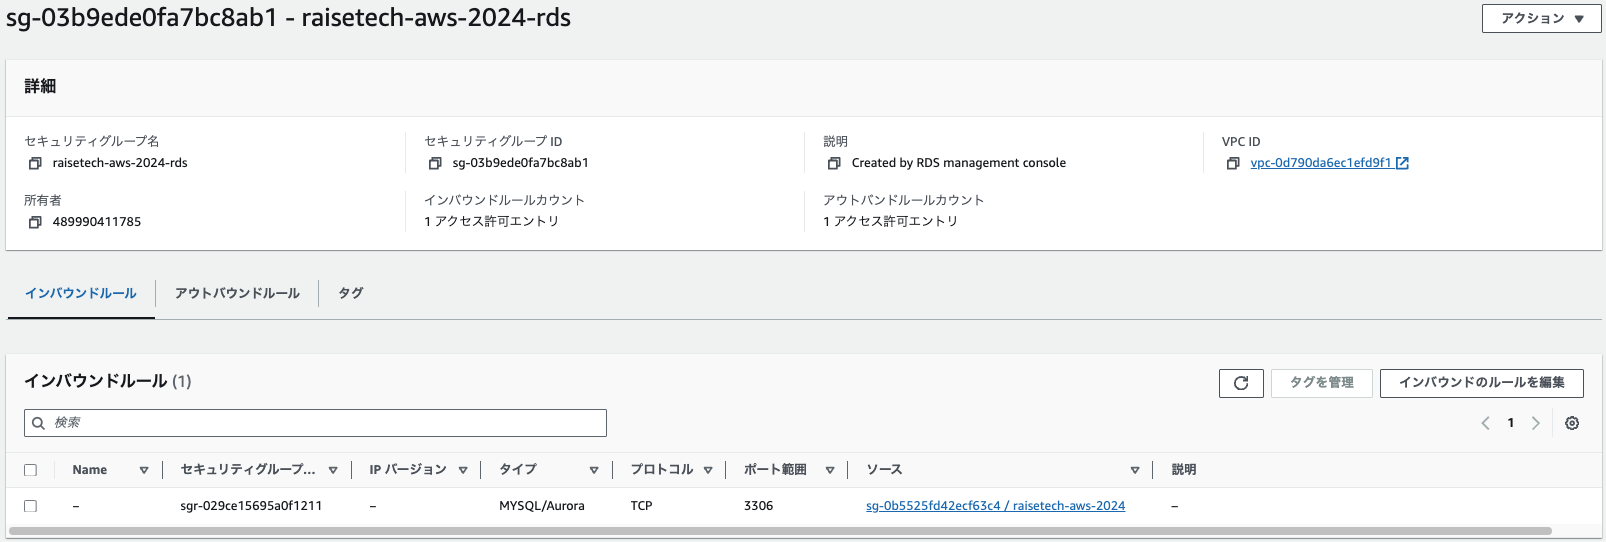 sg-03b9ede0fa7bc8ab1 - raisetech-aws-2024-rds
アクション
詳細
セキュリティグループ名
raisetech-aws-2024-rds
セキュリティグループ ID
sg-03b9ede0fa7bc8ab1
説明
Created by RDS management console
VPC ID
vpc-0d790da6ec1efd9f1
所有者
489990411785
インバウンドルールカウント
1 アクセス許可エントリ
アウトバンドルールカウント
1 アクセス許可エントリ
インバウンドルール
アウトバウンドルール
タグ
インバウンドルール (1)
タグを管理
インバウンドのルールを編集
検索
1
Name セキュリティグループ... IP バージョン タイプ プロトコル ポート範囲 ソース 説明
– sgr-029ce15695a0f1211 – MYSQL/Aurora TCP 3306 sg-0b5525fd42ecf63c4 / raisetech-aws-2024 –